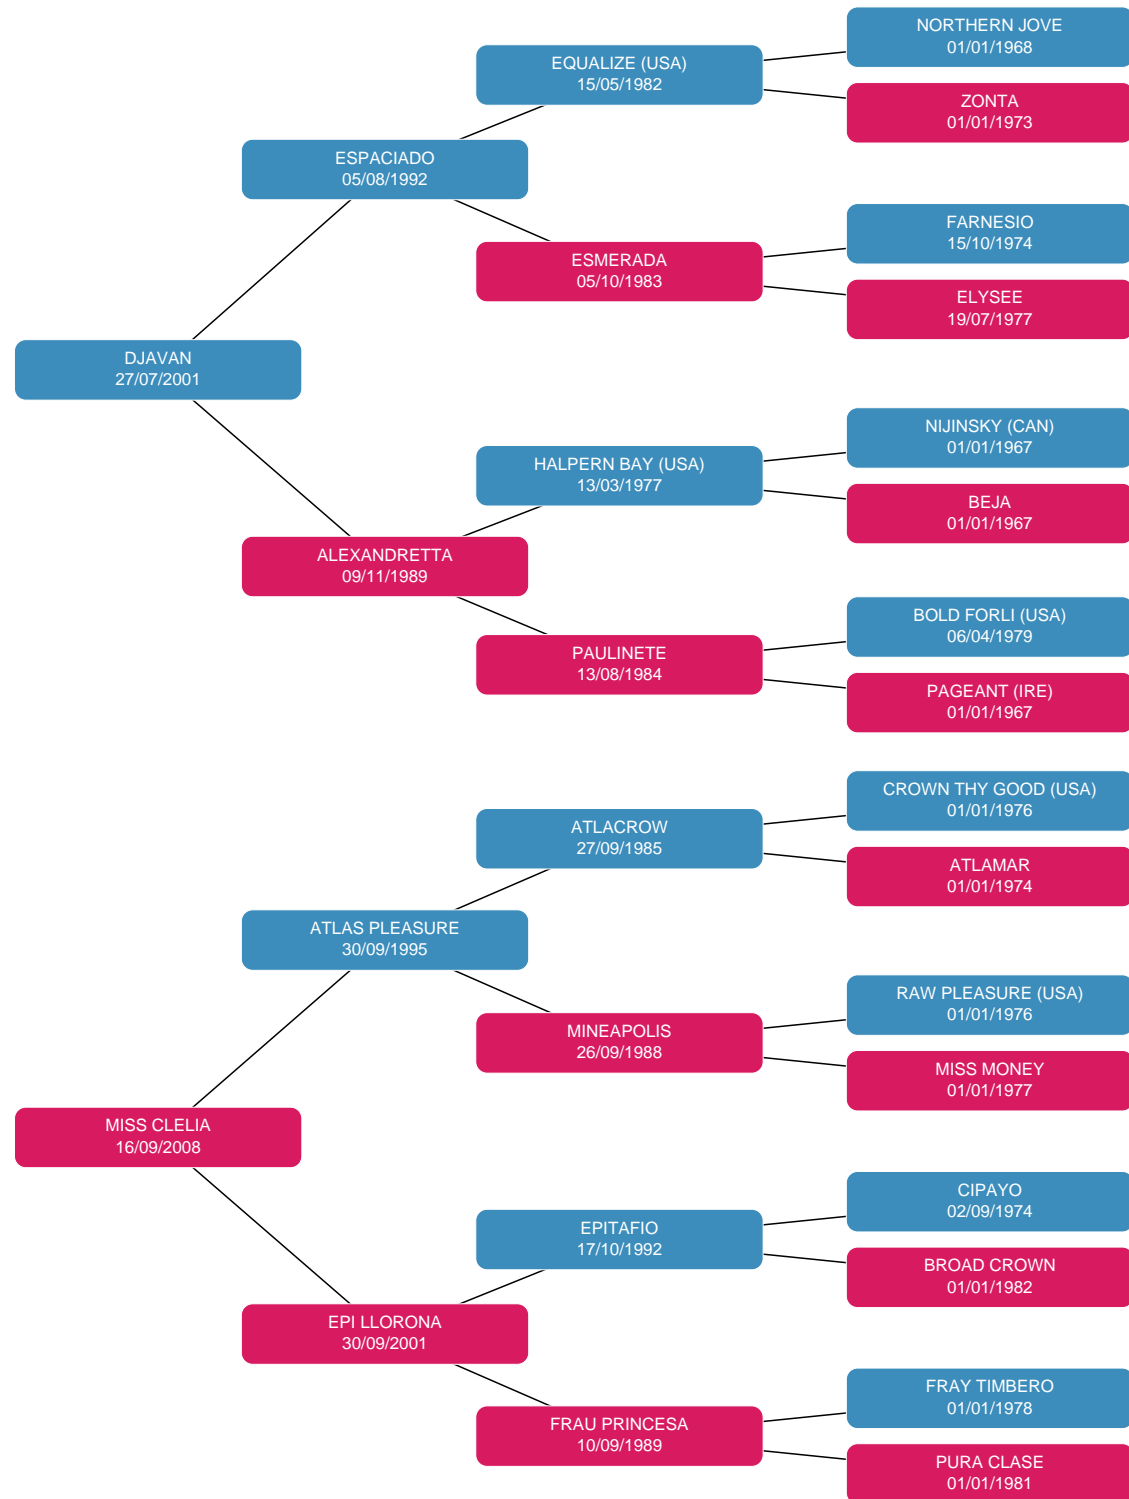 NORTHERN JOVE
01/01/1968
EQUALIZE (USA)
15/05/1982
ZONTA
01/01/1973
ESPACIADO
05/08/1992
FARNESIO
15/10/1974
ESMERADA
05/10/1983
ELYSEE
19/07/1977
DJAVAN
27/07/2001
NIJINSKY (CAN)
01/01/1967
HALPERN BAY (USA)
13/03/1977
BEJA
01/01/1967
ALEXANDRETTA
09/11/1989
BOLD FORLI (USA)
06/04/1979
PAULINETE
13/08/1984
PAGEANT (IRE)
01/01/1967
CROWN THY GOOD (USA)
01/01/1976
ATLACROW
27/09/1985
ATLAMAR
01/01/1974
ATLAS PLEASURE
30/09/1995
RAW PLEASURE (USA)
01/01/1976
MINEAPOLIS
26/09/1988
MISS MONEY
01/01/1977
MISS CLELIA
16/09/2008
CIPAYO
02/09/1974
EPITAFIO
17/10/1992
BROAD CROWN
01/01/1982
EPI LLORONA
30/09/2001
FRAY TIMBERO
01/01/1978
FRAU PRINCESA
10/09/1989
PURA CLASE
01/01/1981